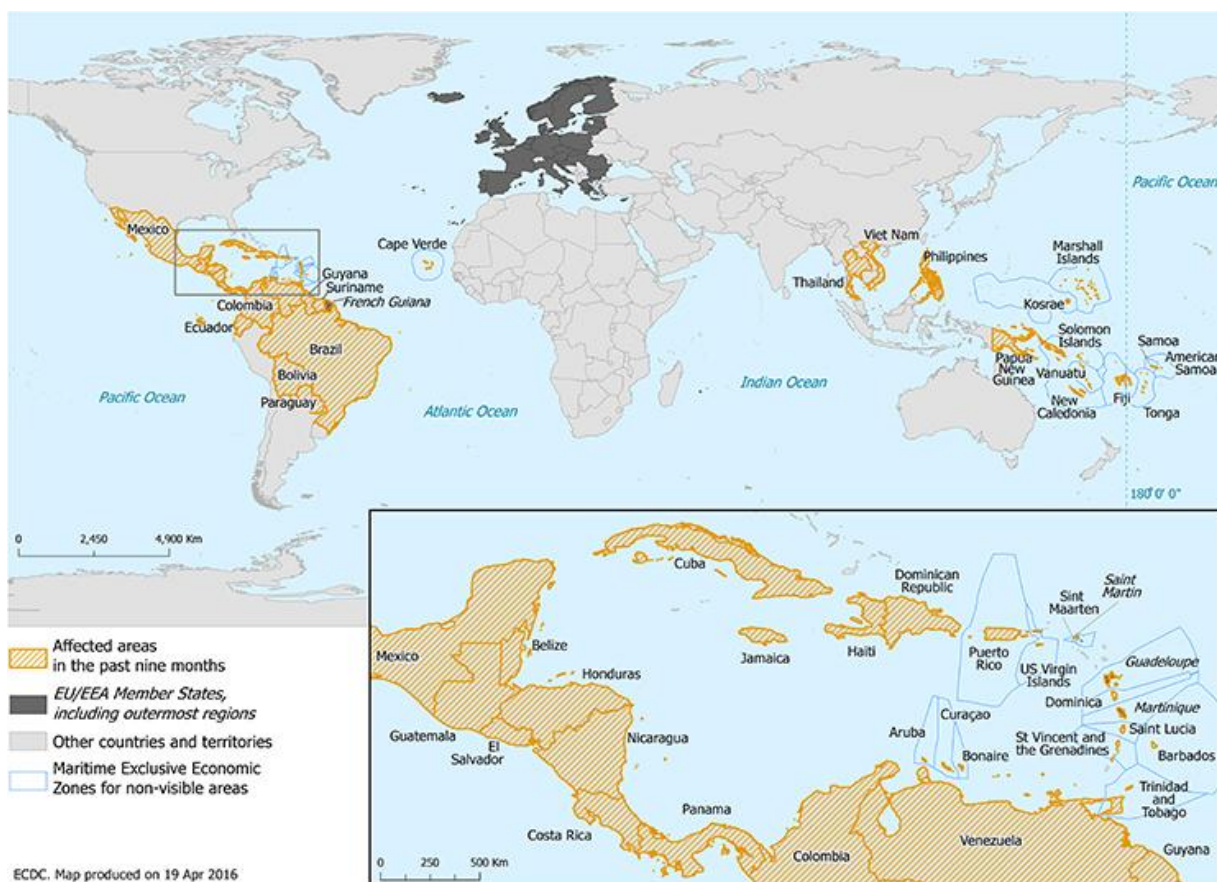 Pacific Ocean
Mexico
Cape Verde
Viet Nam
Philippines
Marshall
Islands
Guyana
Suriname
French Guiana
Thailand
Kosrae
Colombia
Ecuador
Solomon
Islands
Samoa
Brazil
Papua
New
Guinea
Vanuatu
American
Samoa
Bolivia
Indian Ocean
Pacific Ocean
Paraguay
Atlantic Ocean
New
Caledonia
Fiji
Tonga
180°0' 0"
0 2,450 4,900 Km
Affected areas
in the past nine months
EU/EEA Member States,
including outermost regions
Other countries and territories
Maritime Exclusive Economic
Zones for non-visible areas
ECDC. Map produced on 19 Apr 2016
Cuba
Dominican
Republic
Sint
Maarten
Saint
Martin
Mexico
Belize
Jamaica
Haiti
Puerto
Rico
US Virgin
Islands
Guadeloupe
Honduras
Dominica
Martinique
Guatemala
El
Salvador
Nicaragua
Aruba
Curaçao
Bonaire
Saint Lucia
St Vincent and
the Grenadines
Barbados
Trinidad
and
Tobago
Costa Rica
Panama
Colombia
Venezuela
Guyana
0 250 500 Km